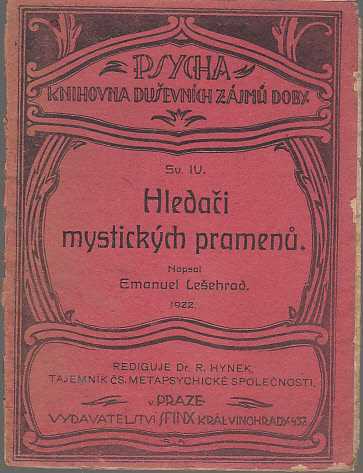 PSYCHA
KNIHOVNA DUŠEVNÍCH ZÁJMŮ DOBY
Sv. IV.
Hledači
mystických pramenů.
Napsal
Emanuel Lešehrad.
1922.
REDIGUJE Dr. R. HYNEK,
TAJEMNÍK ČS. METAPSYCHICKÉ SPOLEČNOSTI.
v PRAZE
VYDAVATELSTVÍ SFINX KRÁL. VINOHRADY 937.